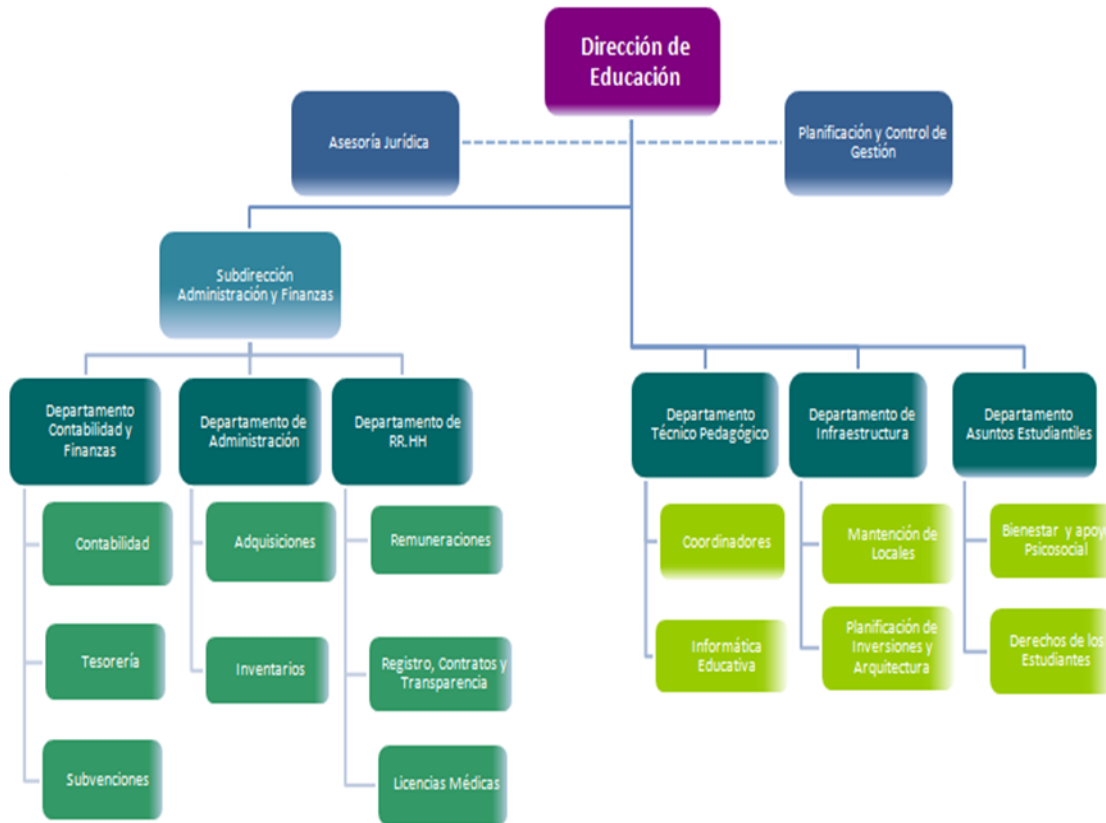 Dirección de
Educación
Asesoría Jurídica
Planificación y Control de
Gestión
Subdirección
Administración y Finanzas
Departamento
Contabilidad y
Finanzas
Departamento de
Administración
Departamento de
RR.HH
Departamento
Técnico Pedagógico
Departamento de
Infraestructura
Departamento
Asuntos Estudiantiles
Contabilidad
Adquisiciones
Remuneraciones
Coordinadores
Mantención de
Locales
Bienestar y apoyo
Psicosocial
Tesorería
Inventarios
Registro, Contratos y
Transparencia
Informática
Educativa
Planificación de
Inversiones y
Arquitectura
Derechos de los
Estudiantes
Subvenciones
Licencias Médicas